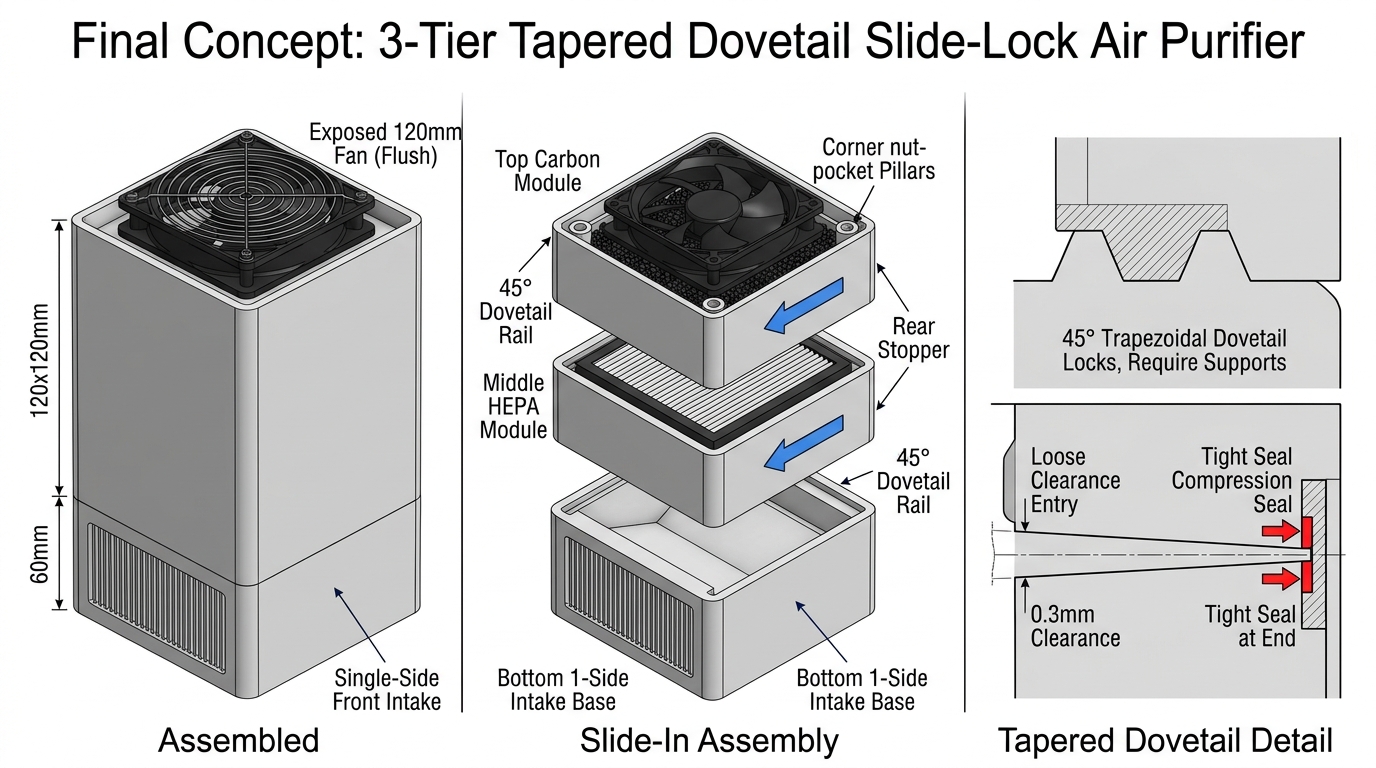 Final Concept: 3-Tier Tapered Dovetail Slide-Lock Air Purifier
Exposed 120mm
Fan (Flush)
120x120mm
60mm
Single-Side
Front Intake
Assembled
Top Carbon
Module
Corner nut-
pocket Pillars
45°
Dovetail
Rail
Rear
Stopper
Middle
HEPA
Module
45°
Dovetail
Rail
Bottom 1-Side
Intake Base
Bottom 1-Side
Intake Base
Slide-In Assembly
45° Trapezoidal Dovetail
Locks, Require Supports
Loose
Clearance
Entry
Tight Seal
Compression
Seal
0.3mm
Clearance
Tight Seal
at End
Tapered Dovetail Detail